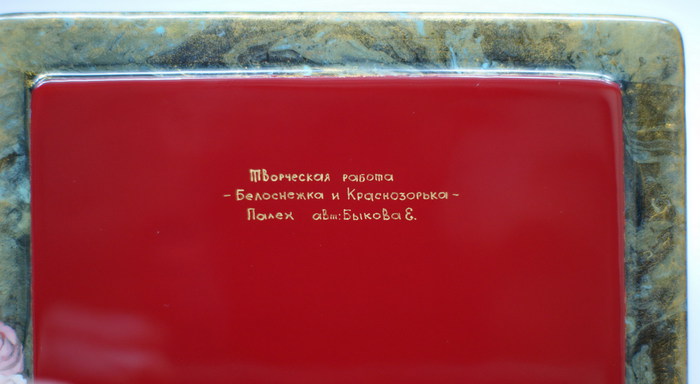 Творческая работа
- Белоснежка и Краснозорька -
Палех авт: Быкова Е.